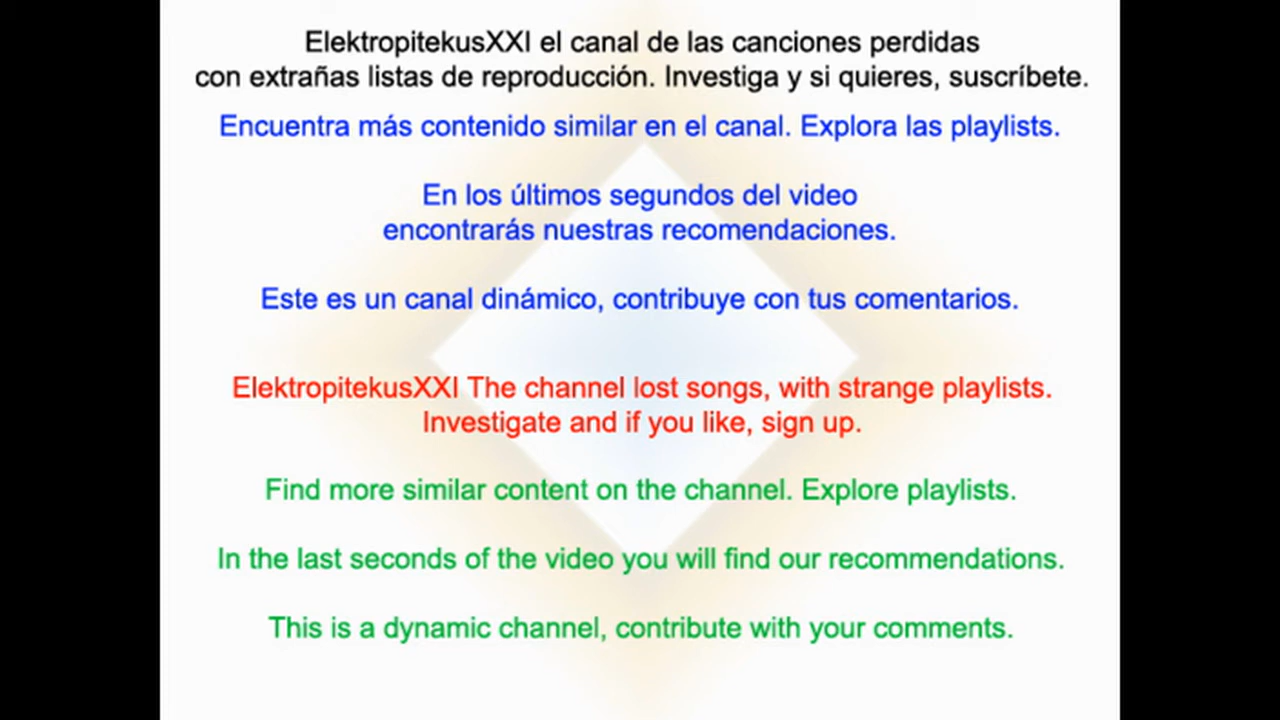 ElektropitekusXXI el canal de las canciones perdidas
con extrañas listas de reproducción. Investiga y si quieres, suscríbete.
Encuentra más contenido similar en el canal. Explora las playlists.
En los últimos segundos del video
encontrarás nuestras recomendaciones.
Este es un canal dinámico, contribuye con tus comentarios.
ElektropitekusXXI The channel lost songs, with strange playlists.
Investigate and if you like, sign up.
Find more similar content on the channel. Explore playlists.
In the last seconds of the video you will find our recommendations.
This is a dynamic channel, contribute with your comments.